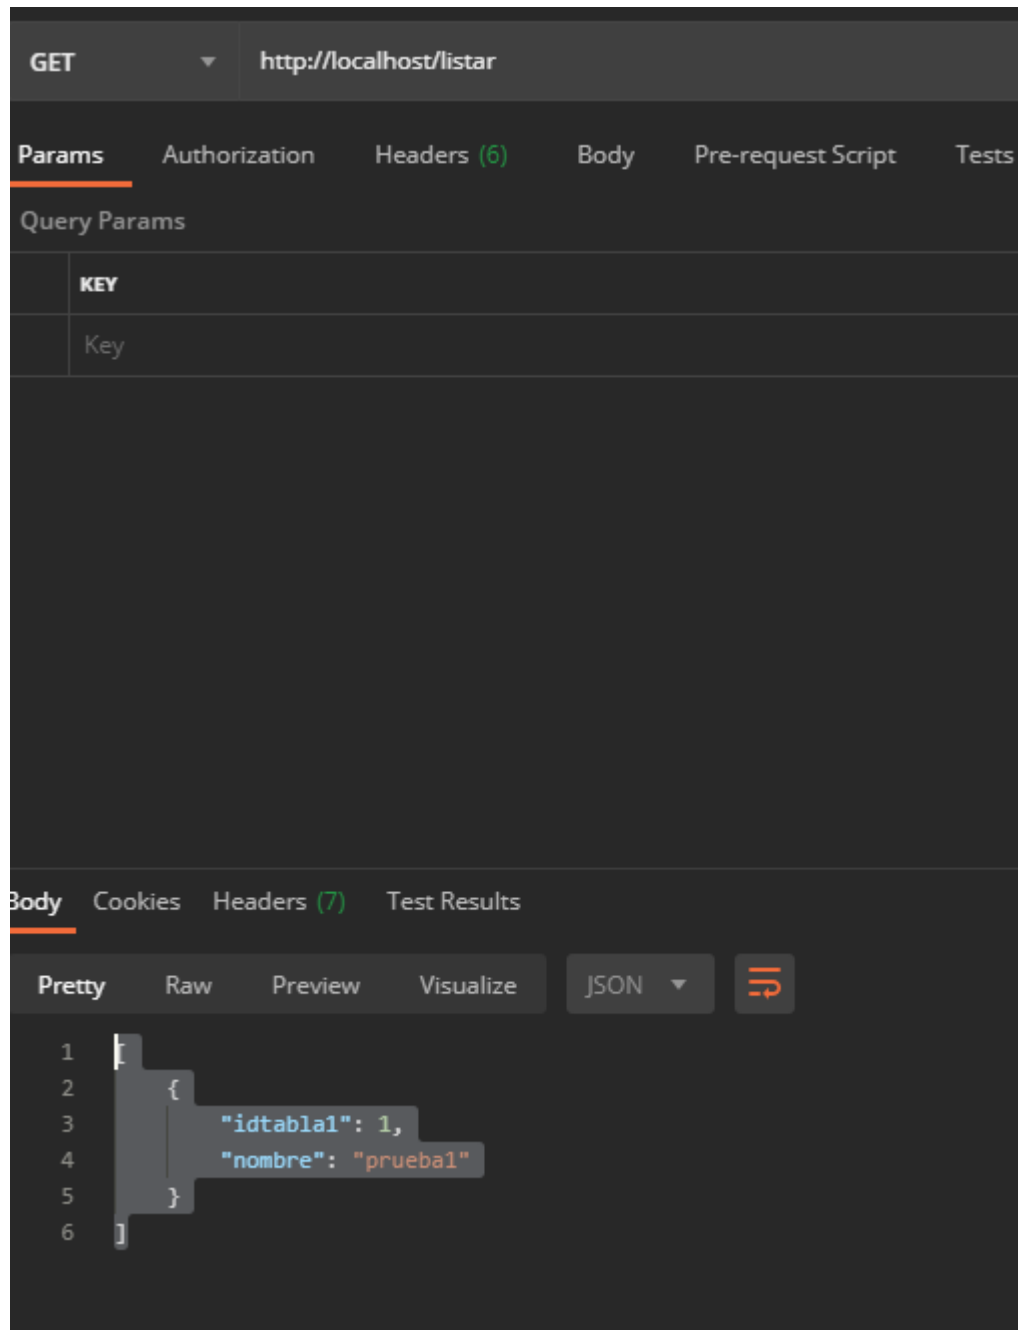 GET http://localhost/listar
Params Authorization Headers (6) Body Pre-request Script Tests
Query Params
KEY
Key
Body Cookies Headers (7) Test Results
Pretty Raw Preview Visualize JSON
1 [
2 {
3 "idtabla1": 1,
4 "nombre": "prueba1"
5 }
6 ]